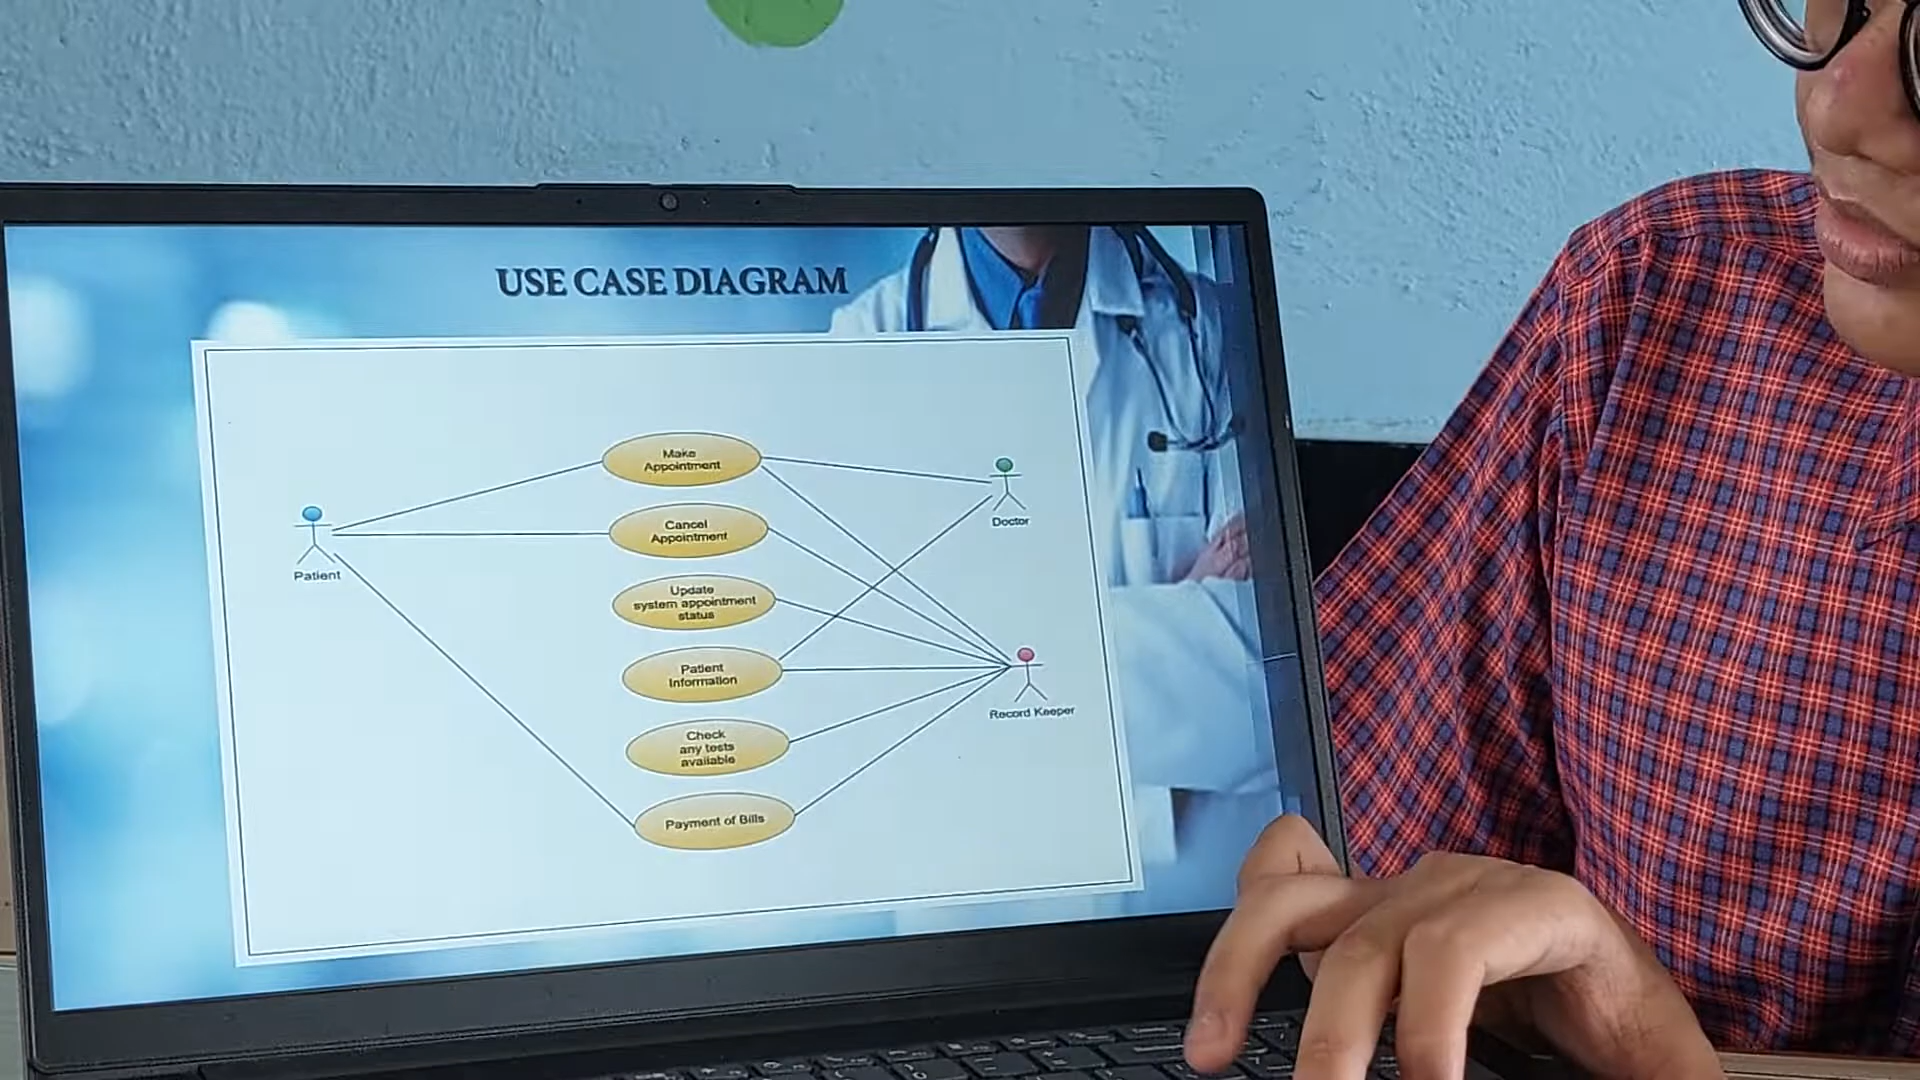 USE CASE DIAGRAM
Make
Appointment
Doctor
Patient
Cancel
Appointment
Update
system appointment
status
Patient
Information
Record Keeper
Check
any tests
available
Payment of Bills